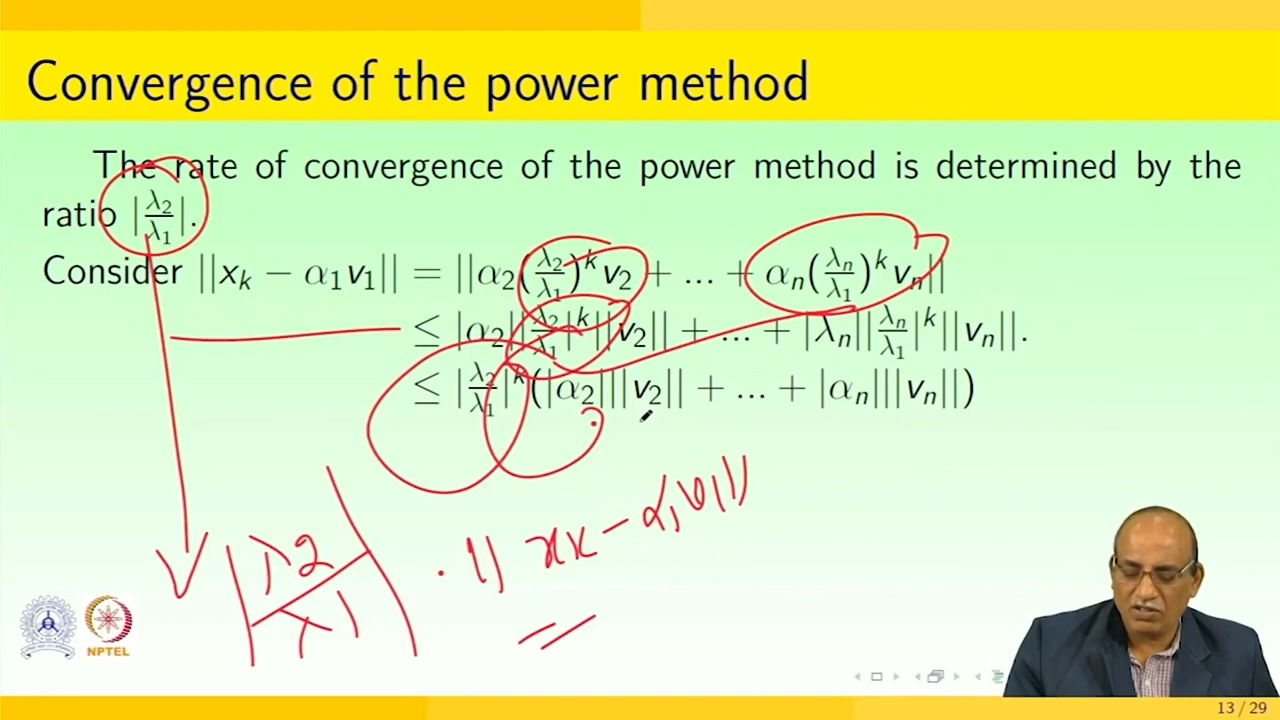 Convergence of the power method
The rate of convergence of the power method is determined by the
ratio |λ₂/λ₁|.
Consider ||xₖ − α₁v₁|| = ||α₂(λ₂/λ₁)ᵏv₂ + ... + αₙ(λₙ/λ₁)ᵏvₙ||
≤ |α₂||λ₂/λ₁|ᵏ||v₂|| + ... + |λₙ||λₙ/λ₁|ᵏ||vₙ||.
≤ |λ₂/λ₁|ᵏ(|α₂|||v₂|| + ... + |αₙ|||vₙ||)
|λ2/λ1| . || xk − α₁v₁||
NPTEL
13 / 29